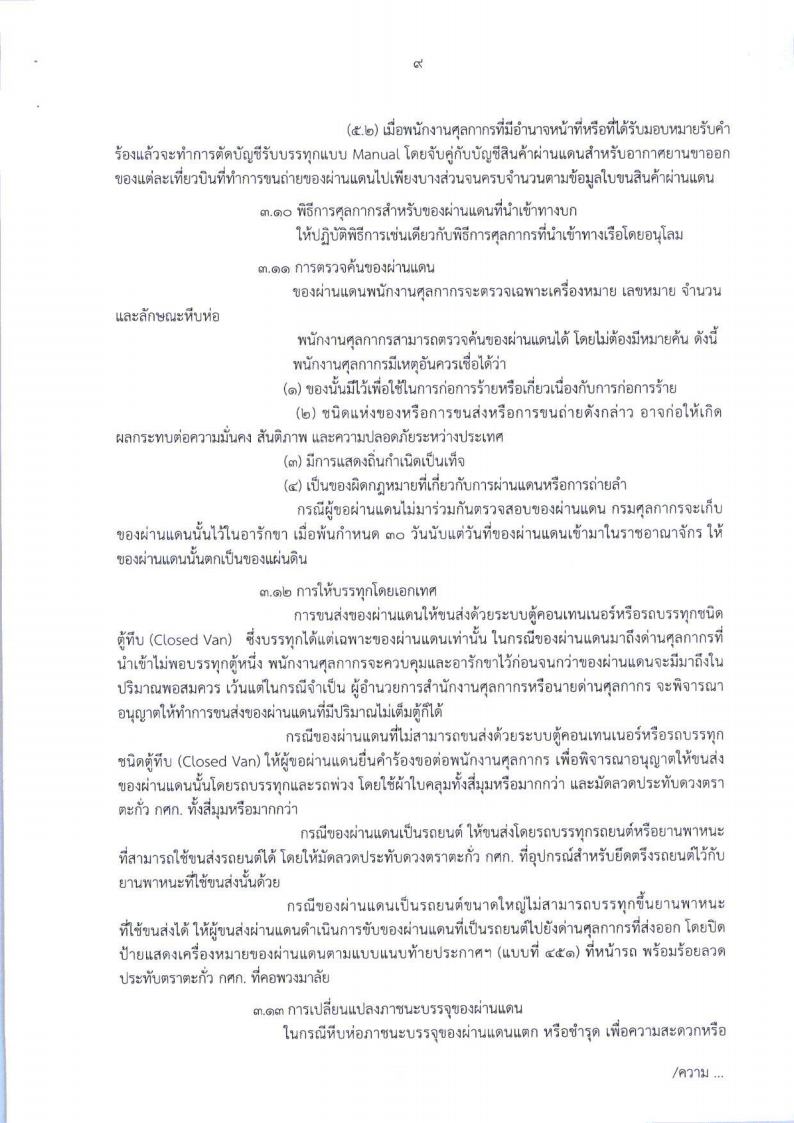 ๙
(๕.๒) เมื่อพนักงานศุลกากรที่มีอำนาจหน้าที่หรือที่ได้รับมอบหมายรับคำ
ร้องแล้วจะทำการตัดบัญชีรับบรรทุกแบบ Manual โดยจับคู่กับบัญชีสินค้าผ่านแดนสำหรับอากาศยานขาออก
ของแต่ละเที่ยวบินที่ทำการขนถ่ายของผ่านแดนไปเพียงบางส่วนจนครบจำนวนตามข้อมูลใบขนสินค้าผ่านแดน
๓.๑๐ พิธีการศุลกากรสำหรับของผ่านแดนที่นำเข้าทางบก
ให้ปฏิบัติพิธีการเช่นเดียวกับพิธีการศุลกากรที่นำเข้าทางเรือโดยอนุโลม
๓.๑๑ การตรวจค้นของผ่านแดน
ของผ่านแดนพนักงานศุลกากรจะตรวจเฉพาะเครื่องหมาย เลขหมาย จำนวน
และลักษณะหีบห่อ
พนักงานศุลกากรสามารถตรวจค้นของผ่านแดนได้ โดยไม่ต้องมีหมายค้น ดังนี้
พนักงานศุลกากรมีเหตุอันควรเชื่อได้ว่า
(๑) ของนั้นมีไว้เพื่อใช้ในการก่อการร้ายหรือเกี่ยวเนื่องกับการก่อการร้าย
(๒) ชนิดแห่งของหรือการขนส่งหรือการขนถ่ายดังกล่าว อาจก่อให้เกิด
ผลกระทบต่อความมั่นคง สันติภาพ และความปลอดภัยระหว่างประเทศ
(๓) มีการแสดงถิ่นกำเนิดเป็นเท็จ
(๔) เป็นของผิดกฎหมายที่เกี่ยวกับการผ่านแดนหรือการถ่ายลำ
กรณีผู้ขอผ่านแดนไม่มาร่วมกันตรวจสอบของผ่านแดน กรมศุลกากรจะเก็บ
ของผ่านแดนนั้นไว้ในอารักขา เมื่อพ้นกำหนด ๓๐ วันนับแต่วันที่ของผ่านแดนเข้ามาในราชอาณาจักร ให้
ของผ่านแดนนั้นตกเป็นของแผ่นดิน
๓.๑๒ การให้บรรทุกโดยเอกเทศ
การขนส่งของผ่านแดนให้ขนส่งด้วยระบบตู้คอนเทนเนอร์หรือรถบรรทุกชนิด
ตู้ทึบ (Closed Van) ซึ่งบรรทุกได้แต่เฉพาะของผ่านแดนเท่านั้น ในกรณีของผ่านแดนมาถึงด่านศุลกากรที่
นำเข้าไม่พอบรรทุกตู้หนึ่ง พนักงานศุลกากรจะควบคุมและอารักขาไว้ก่อนจนกว่าของผ่านแดนจะมีมาถึงใน
ปริมาณพอสมควร เว้นแต่ในกรณีจำเป็น ผู้อำนวยการสำนักงานศุลกากรหรือนายด่านศุลกากร จะพิจารณา
อนุญาตให้ทำการขนส่งของผ่านแดนที่มีปริมาณไม่เต็มตู้ก็ได้
กรณีของผ่านแดนที่ไม่สามารถขนส่งด้วยระบบตู้คอนเทนเนอร์หรือรถบรรทุก
ชนิดตู้ทึบ (Closed Van) ให้ผู้ขอผ่านแดนยื่นคำร้องขอต่อพนักงานศุลกากร เพื่อพิจารณาอนุญาตให้ขนส่ง
ของผ่านแดนนั้นโดยรถบรรทุกและรถพ่วง โดยใช้ผ้าใบคลุมทั้งสี่มุมหรือมากกว่า และมัดลวดประทับดวงตรา
ตะกั่ว กศก. ทั้งสี่มุมหรือมากกว่า
กรณีของผ่านแดนเป็นรถยนต์ ให้ขนส่งโดยรถบรรทุกรถยนต์หรือยานพาหนะ
ที่สามารถใช้ขนส่งรถยนต์ได้ โดยให้มัดลวดประทับดวงตราตะกั่ว กศก. ที่อุปกรณ์สำหรับยึดตรึงรถยนต์ไว้กับ
ยานพาหนะที่ใช้ขนส่งนั้นด้วย
กรณีของผ่านแดนเป็นรถยนต์ขนาดใหญ่ไม่สามารถบรรทุกขึ้นยานพาหนะ
ที่ใช้ขนส่งได้ ให้ผู้ขนส่งผ่านแดนดำเนินการขับของผ่านแดนที่เป็นรถยนต์ไปยังด่านศุลกากรที่ส่งออก โดยปิด
ป้ายแสดงเครื่องหมายของผ่านแดนตามแบบแนบท้ายประกาศฯ (แบบที่ ๔๕๑) ที่หน้ารถ พร้อมร้อยลวด
ประทับตราตะกั่ว กศก. ที่คอพวงมาลัย
๓.๑๓ การเปลี่ยนแปลงภาชนะบรรจุของผ่านแดน
ในกรณีหีบห่อภาชนะบรรจุของผ่านแดนแตก หรือชำรุด เพื่อความสะดวกหรือ
/ความ ...